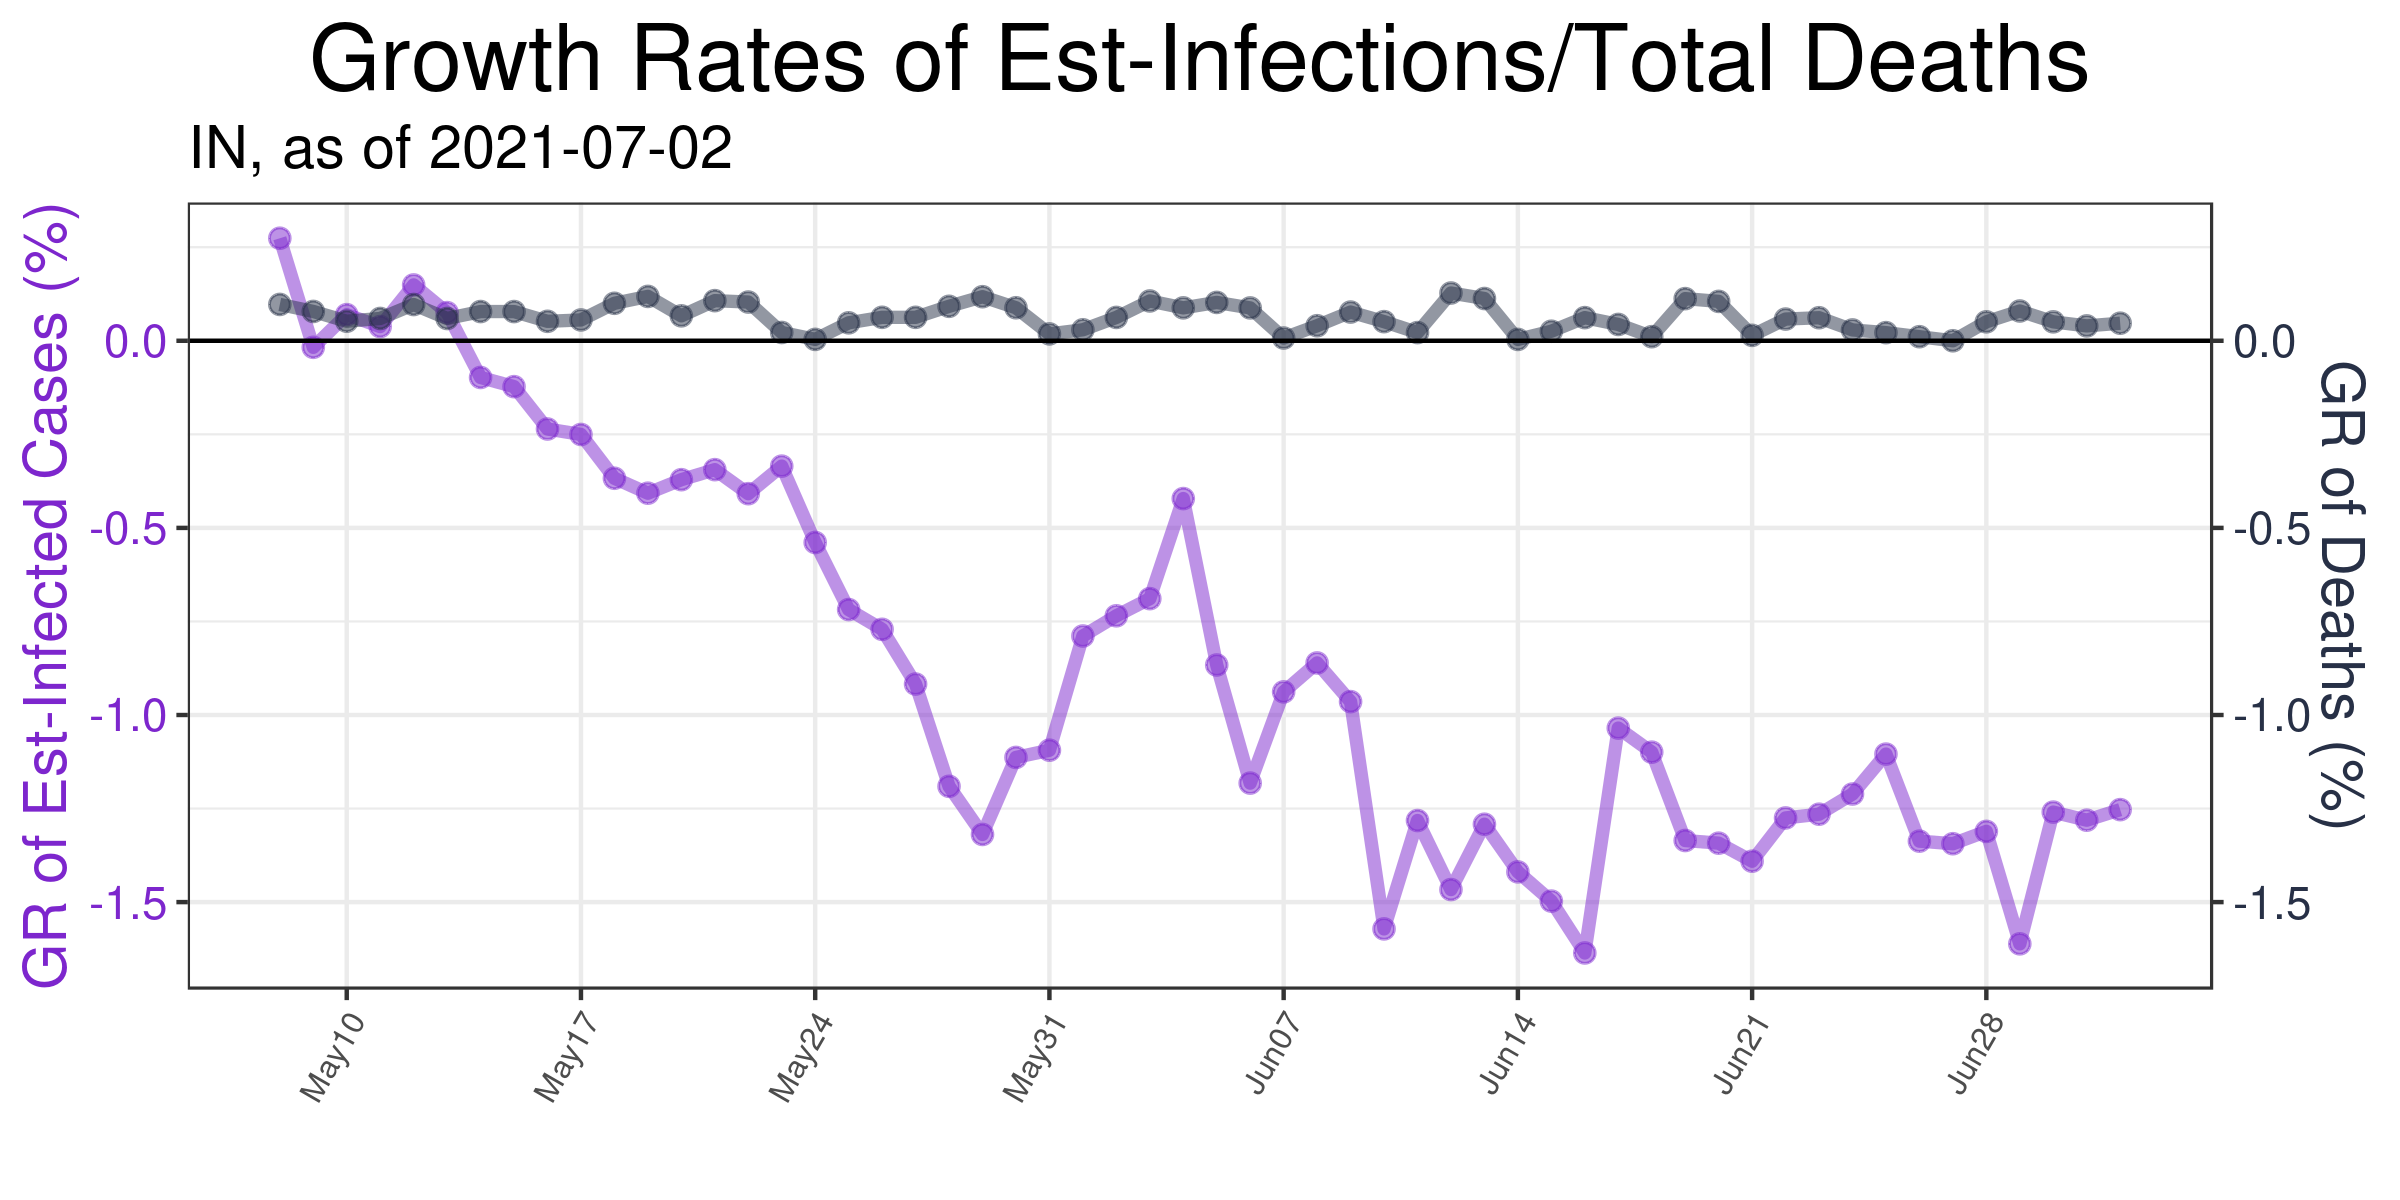 Growth Rates of Est-Infections/Total Deaths
IN, as of 2021-07-02
GR of Est-Infected Cases (%)
0.0
-0.5
-1.0
-1.5
0.0
-0.5
-1.0
-1.5
GR of Deaths (%)
May10
May17
May24
May31
Jun07
Jun14
Jun21
Jun28